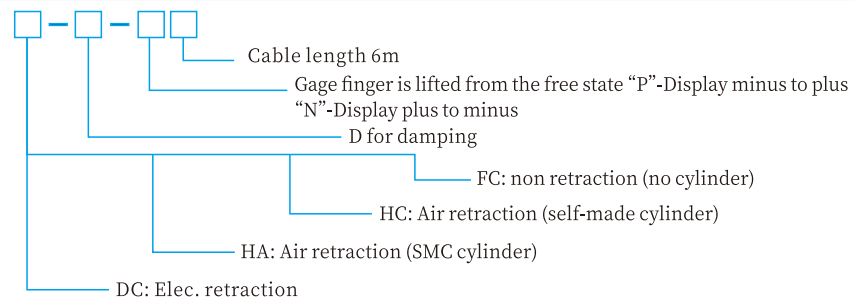 Cable length 6m
Gage finger is lifted from the free state “P”-Display minus to plus
“N”-Display plus to minus
D for damping
FC: non retraction (no cylinder)
HC: Air retraction (self-made cylinder)
HA: Air retraction (SMC cylinder)
DC: Elec. retraction